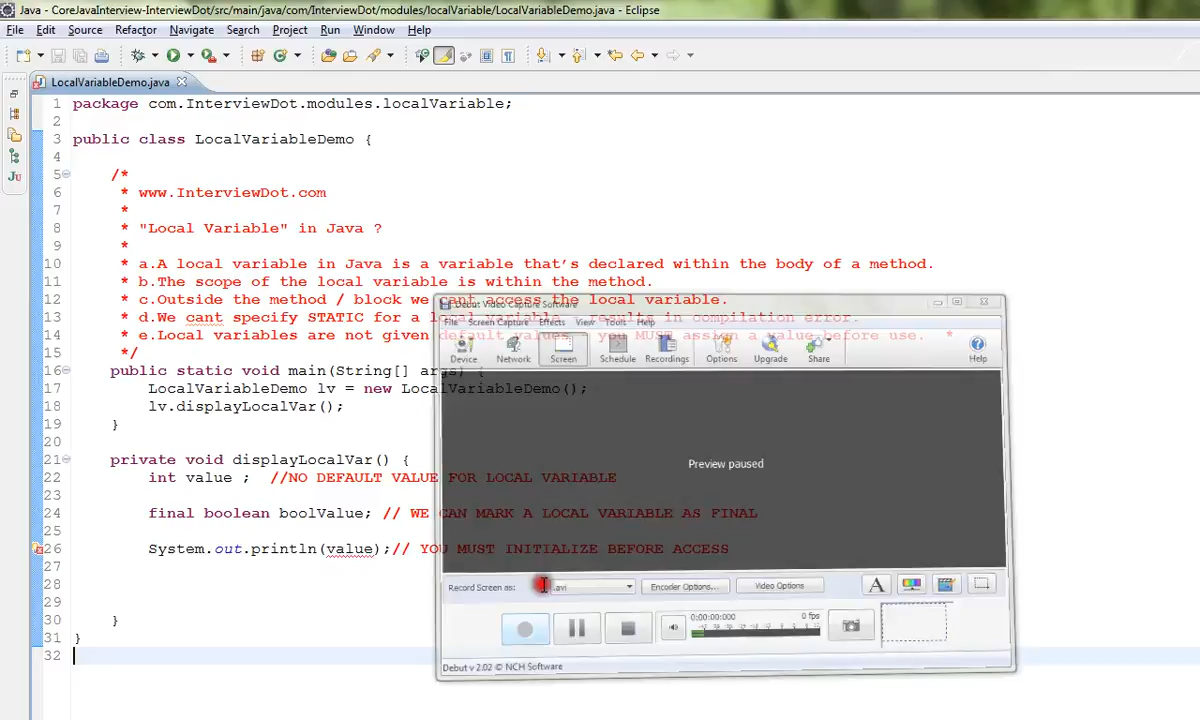 Java - CoreJavaInterview-InterviewDot/src/main/java/com/InterviewDot/modules/localVariable/LocalVariableDemo.java - Eclipse
File Edit Source Refactor Navigate Search Project Run Window Help
LocalVariableDemo.java
1 package com.InterviewDot.modules.localVariable;
2
3 public class LocalVariableDemo {
4
5 /*
6 * www.InterviewDot.com
7 *
8 * "Local Variable" in Java ?
9 *
10 * a.A local variable in Java is a variable that's declared within the body of a method.
11 * b.The scope of the local variable is within the method.
12 * c.Outside the method / block we cant access the local variable.
13 * d.We cant specify STATIC for a local variable - results in compilation error.
14 * e.Local variables are not given default values - you MUST assign a value before use. *
15 */
16 public static void main(String[] args) {
17 LocalVariableDemo lv = new LocalVariableDemo();
18 lv.displayLocalVar();
19 }
20
21 private void displayLocalVar() {
22 int value ; //NO DEFAULT VALUE FOR LOCAL VARIABLE
23
24 final boolean boolValue; // WE CAN MARK A LOCAL VARIABLE AS FINAL
25
26 System.out.println(value);// YOU MUST INITIALIZE BEFORE ACCESS
27
28
29
30 }
31 }
32
Debut Video Capture Software
File Screen Capture Effects View Tools Help
Device Network Screen Schedule Recordings Options Upgrade Share Help
Preview paused
Record Screen as: .avi Encoder Options... Video Options
0:00:00:000 0 fps
Debut v 2.02 © NCH Software